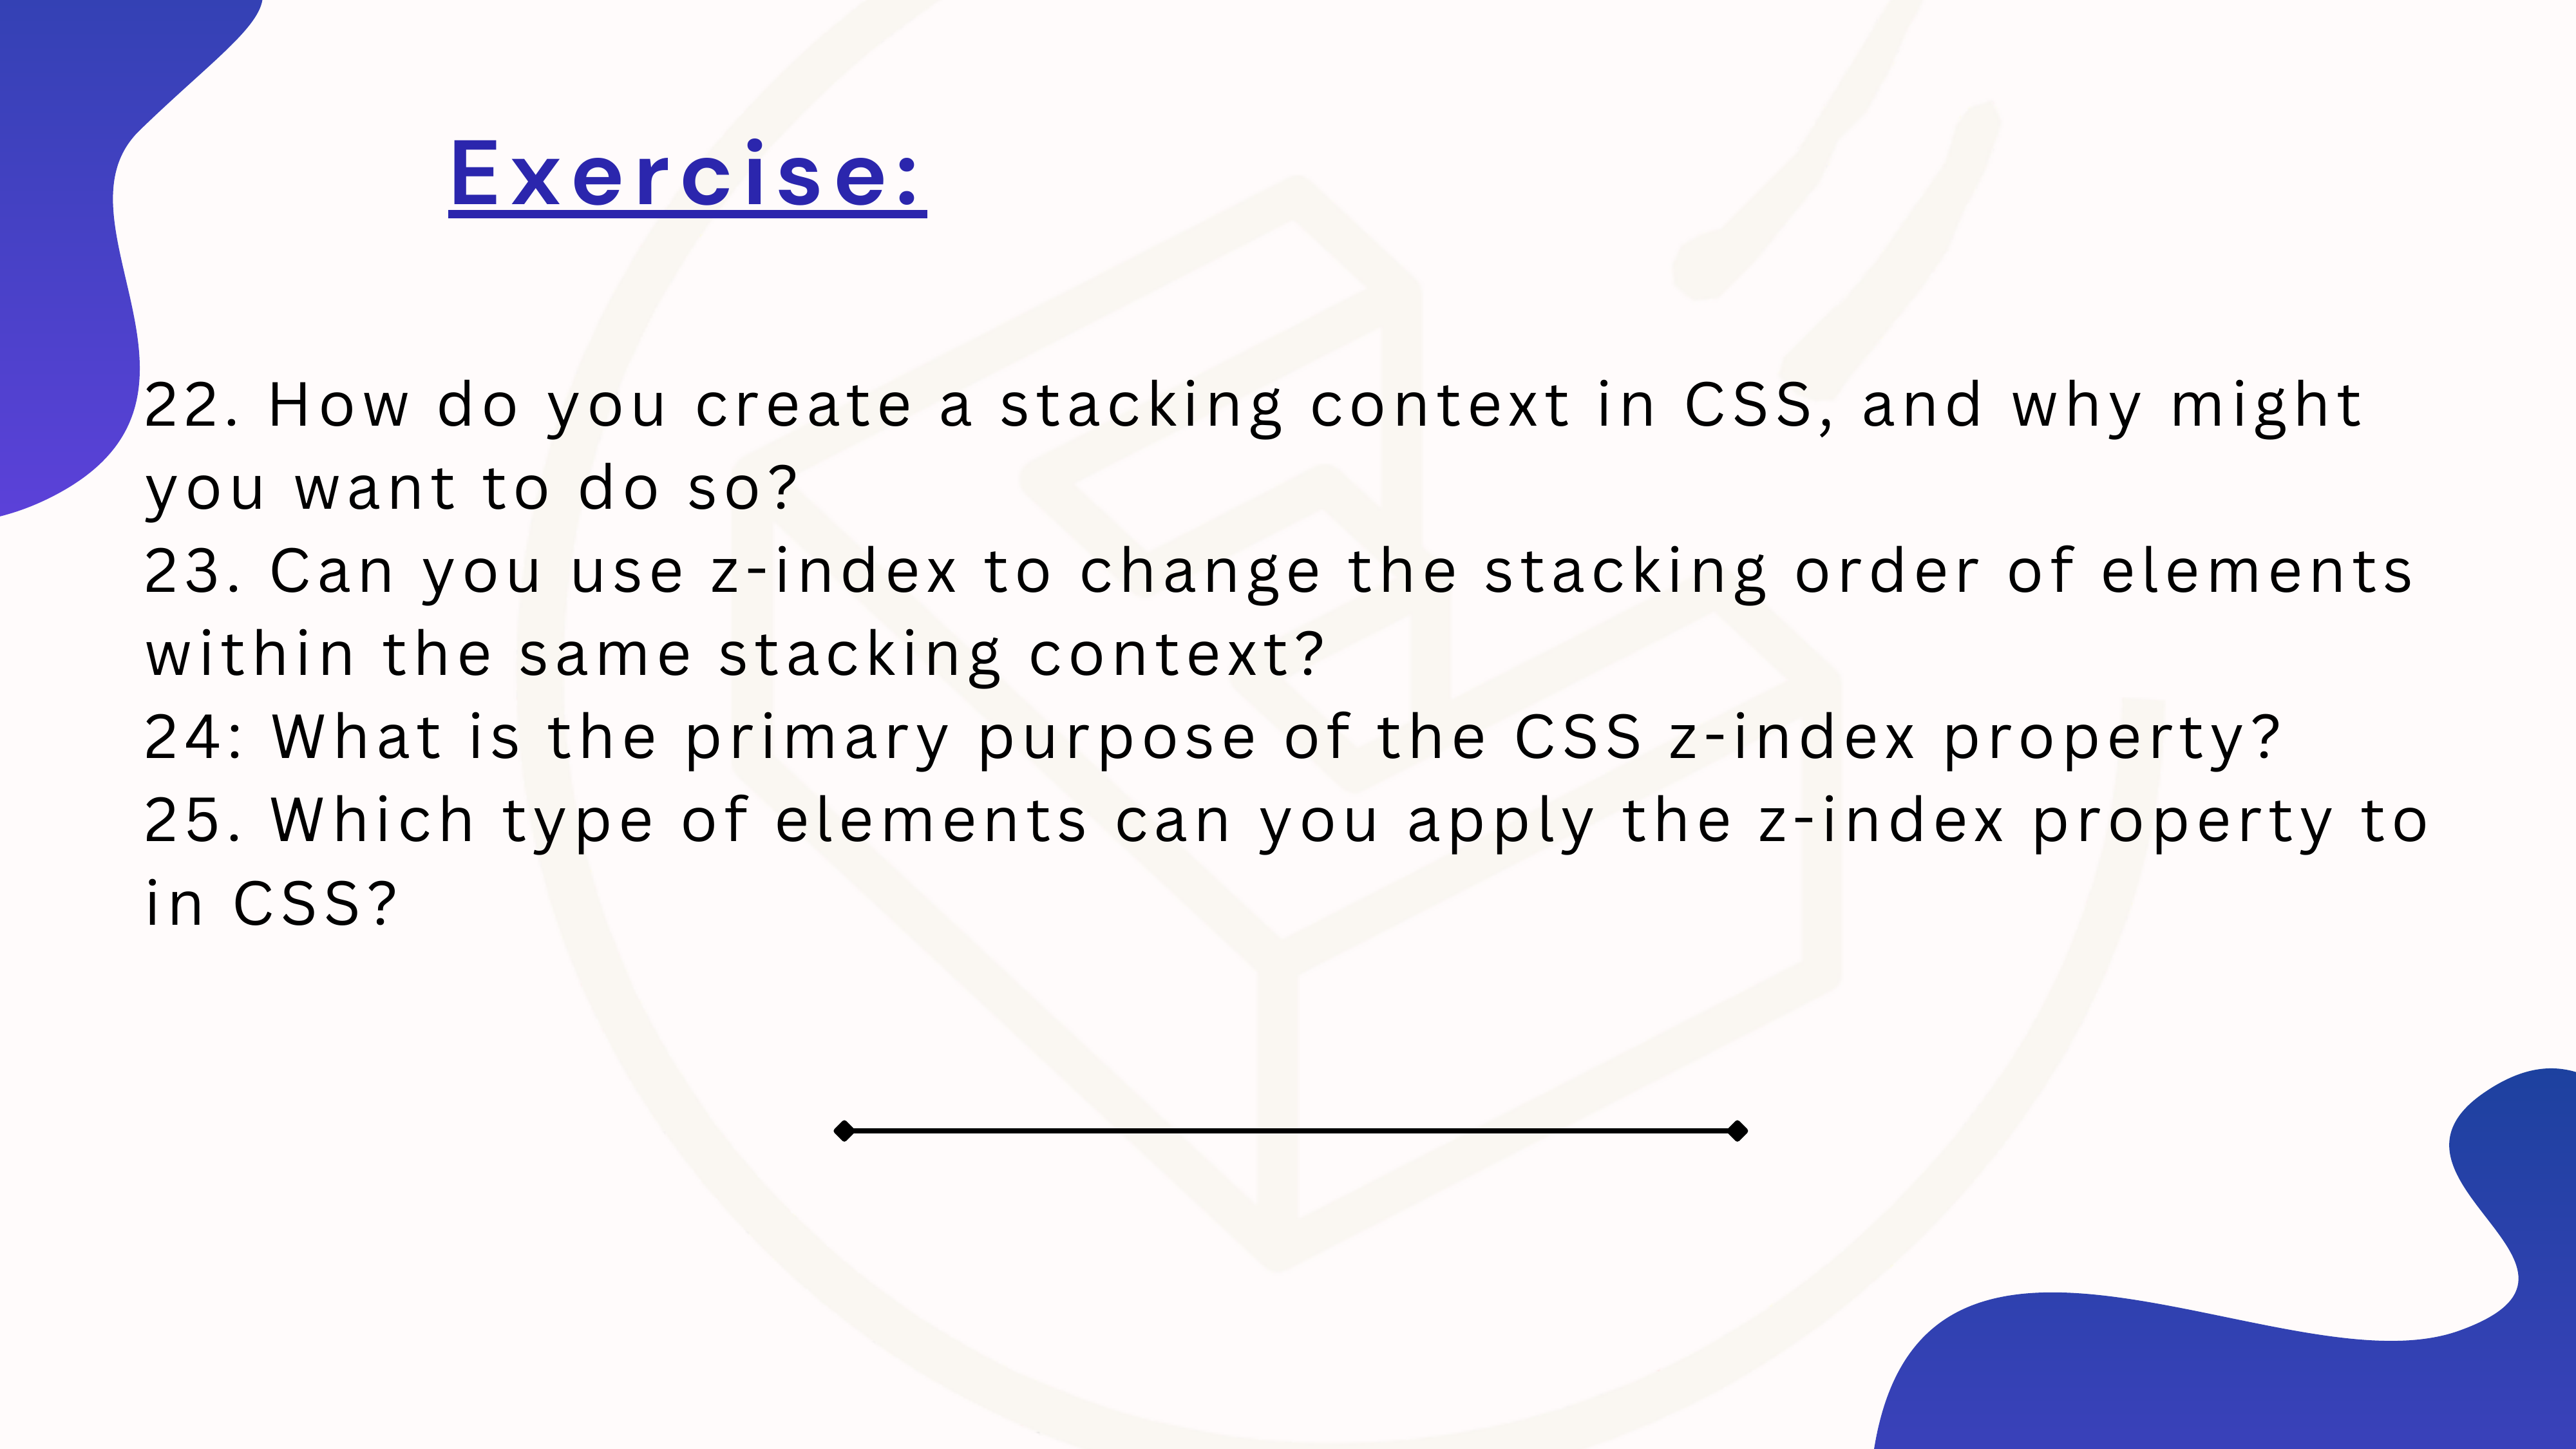 Exercise:
22. How do you create a stacking context in CSS, and why might
you want to do so?
23. Can you use z-index to change the stacking order of elements
within the same stacking context?
24: What is the primary purpose of the CSS z-index property?
25. Which type of elements can you apply the z-index property to
in CSS?